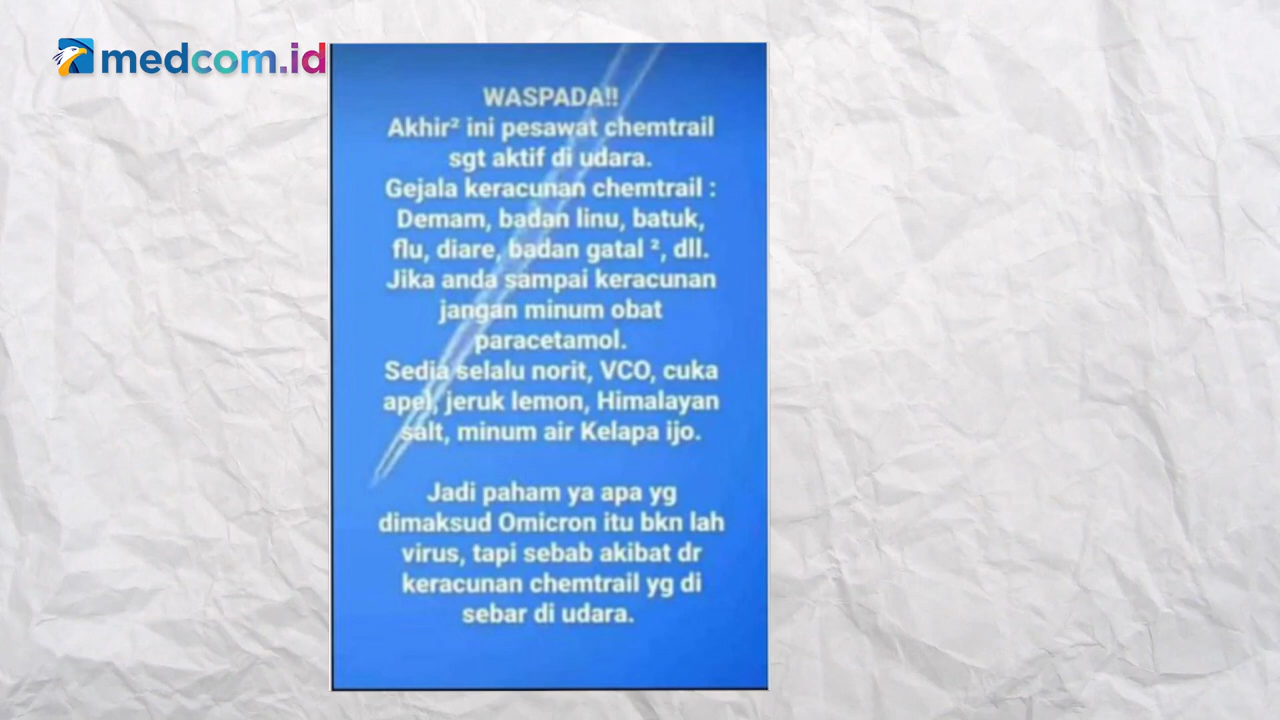 medcom.id
WASPADA!!
Akhir² ini pesawat chemtrail
sgt aktif di udara.
Gejala keracunan chemtrail :
Demam, badan linu, batuk,
flu, diare, badan gatal ², dll.
Jika anda sampai keracunan
jangan minum obat
paracetamol.
Sedia selalu norit, VCO, cuka
apel, jeruk lemon, Himalayan
salt, minum air Kelapa ijo.
Jadi paham ya apa yg
dimaksud Omicron itu bkn lah
virus, tapi sebab akibat dr
keracunan chemtrail yg di
sebar di udara.